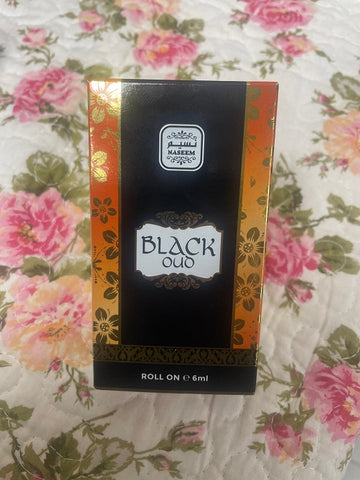 نسيم
NASEEM
BLACK
OUD
ROLL ON ℮ 6ml